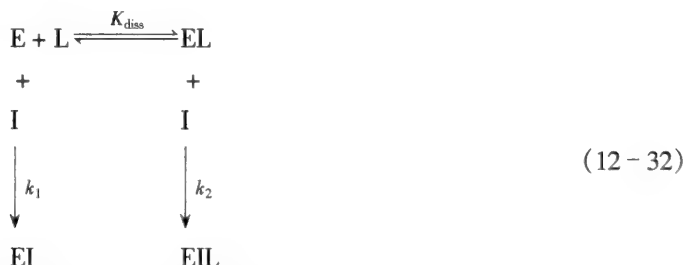 K_diss
E + L ⇌ EL
+ +
I I
(12-32)
k_1 k_2
EI EIL